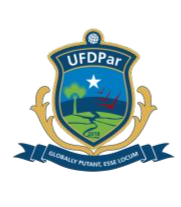 UFDPar
2018
GLOBALLY PUTANT, ESSE LOCUM